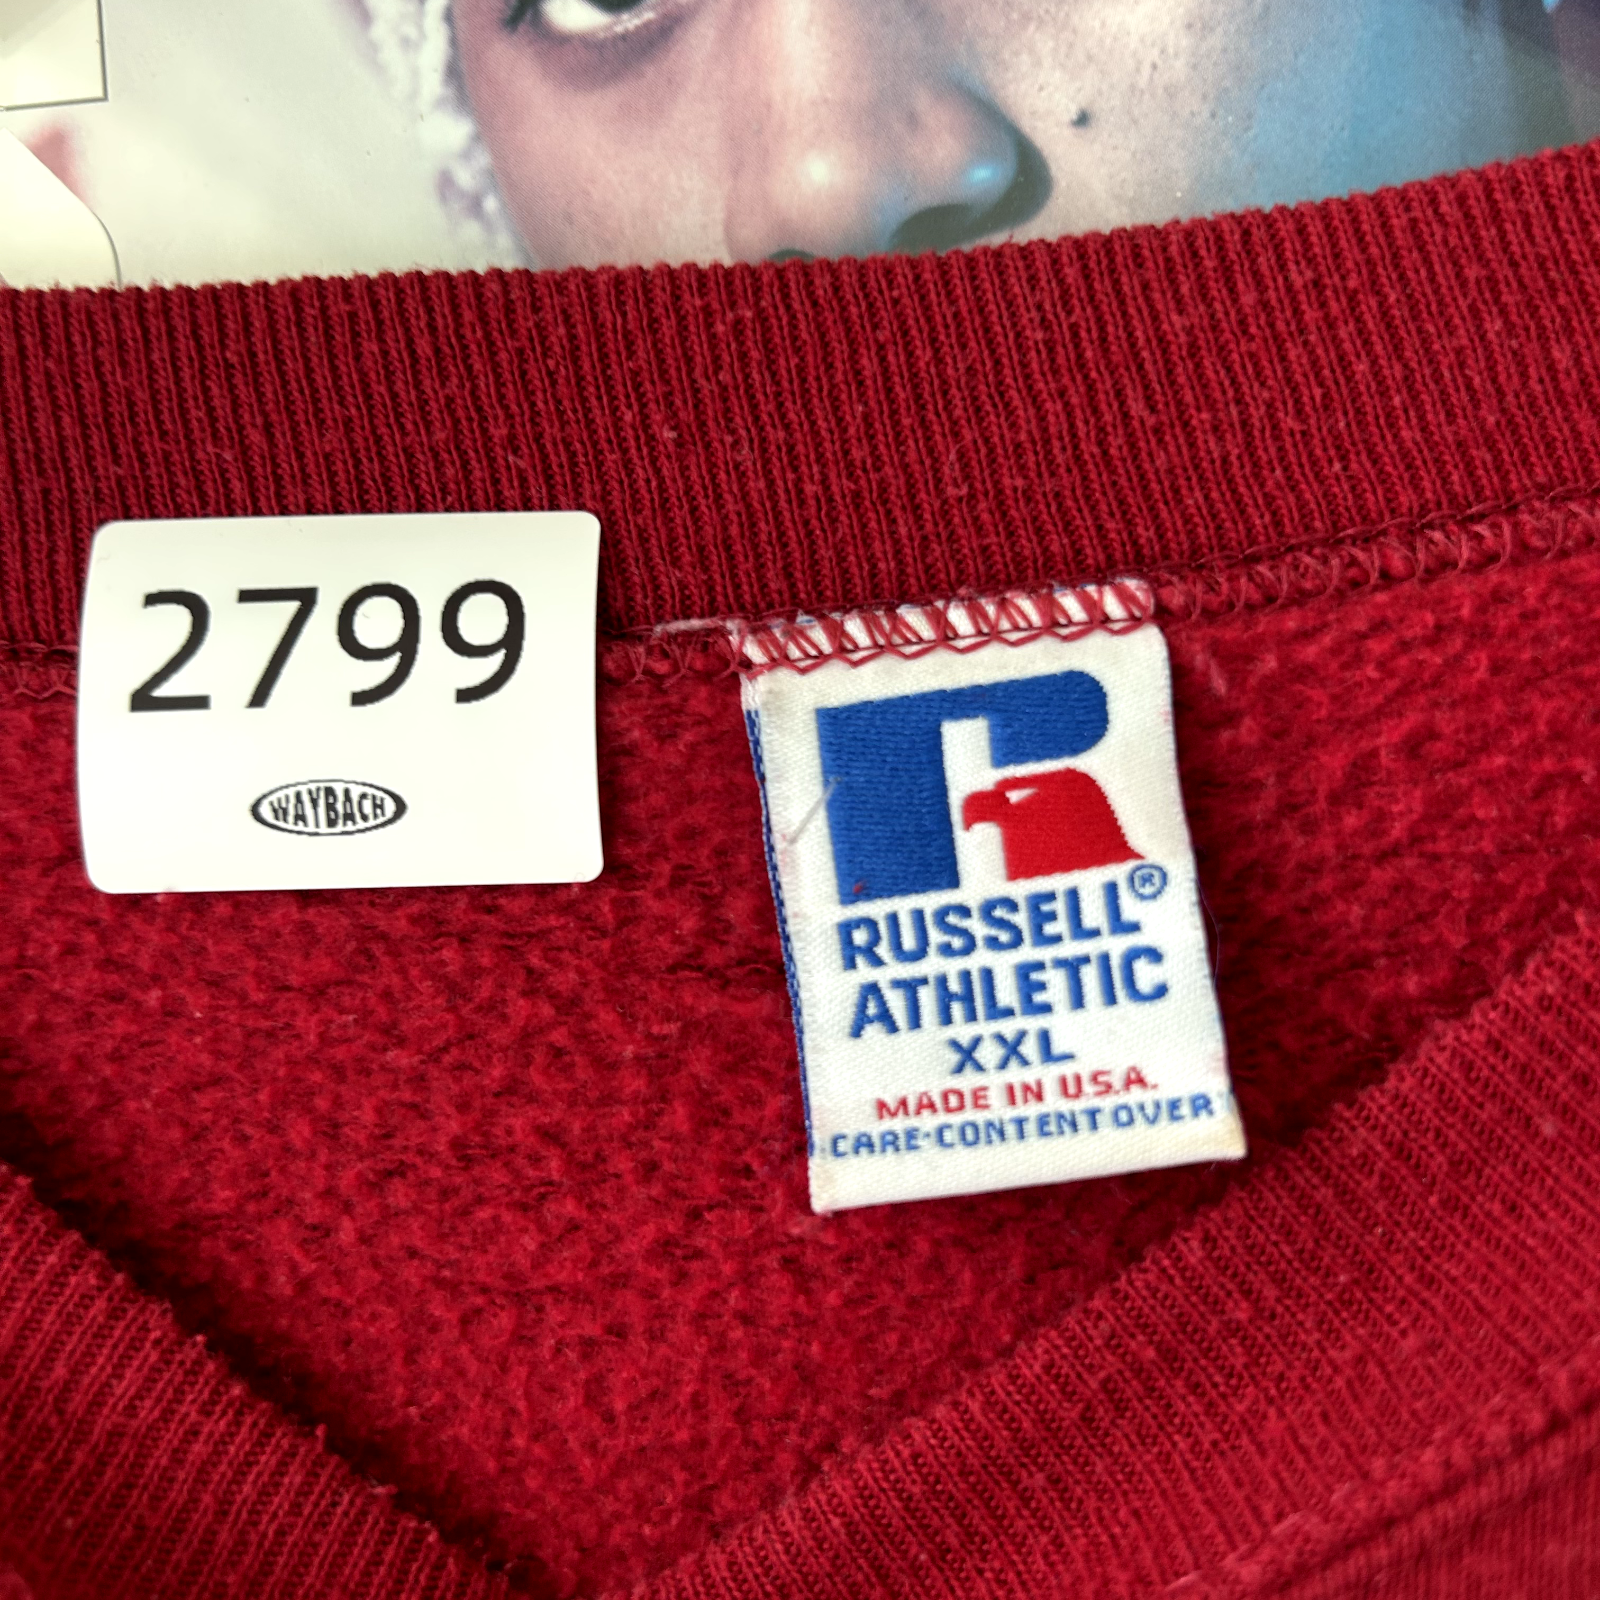 2799
WAYBACH
RUSSELL®
ATHLETIC
XXL
MADE IN U.S.A.
CARE-CONTENT OVER